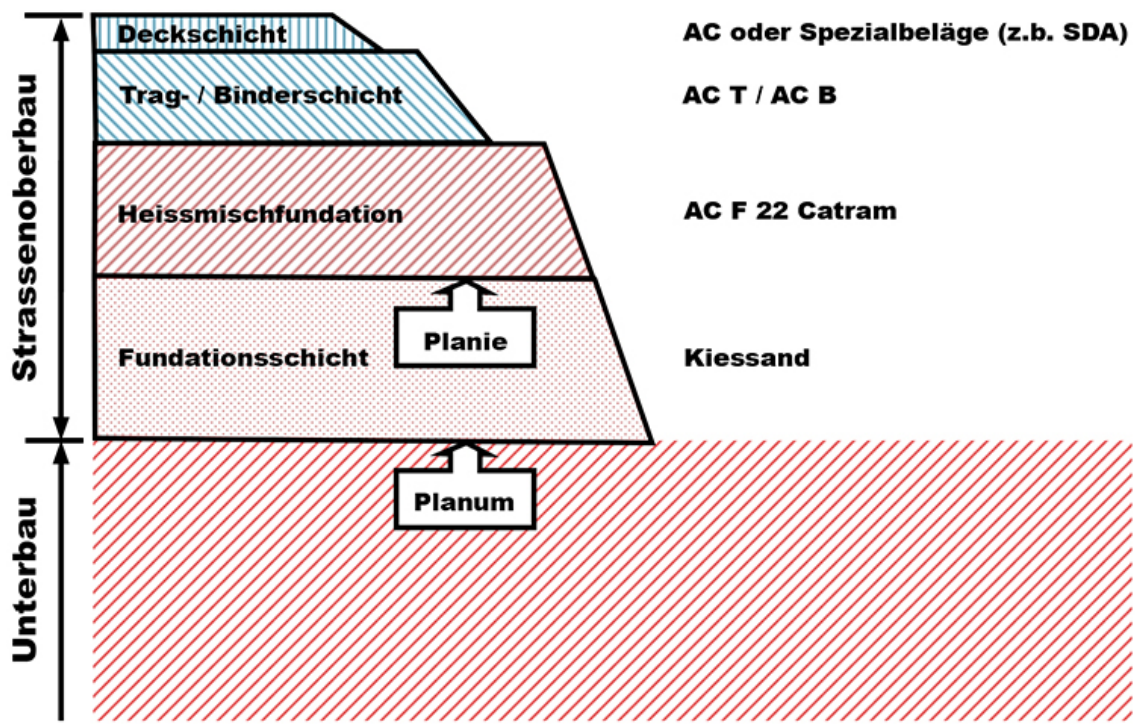 Strassenoberbau
Deckschicht
AC oder Spezialbeläge (z.b. SDA)
Trag- / Binderschicht
AC T / AC B
Heissmischfundation
AC F 22 Catram
Planie
Fundationsschicht
Kiessand
Unterbau
Planum